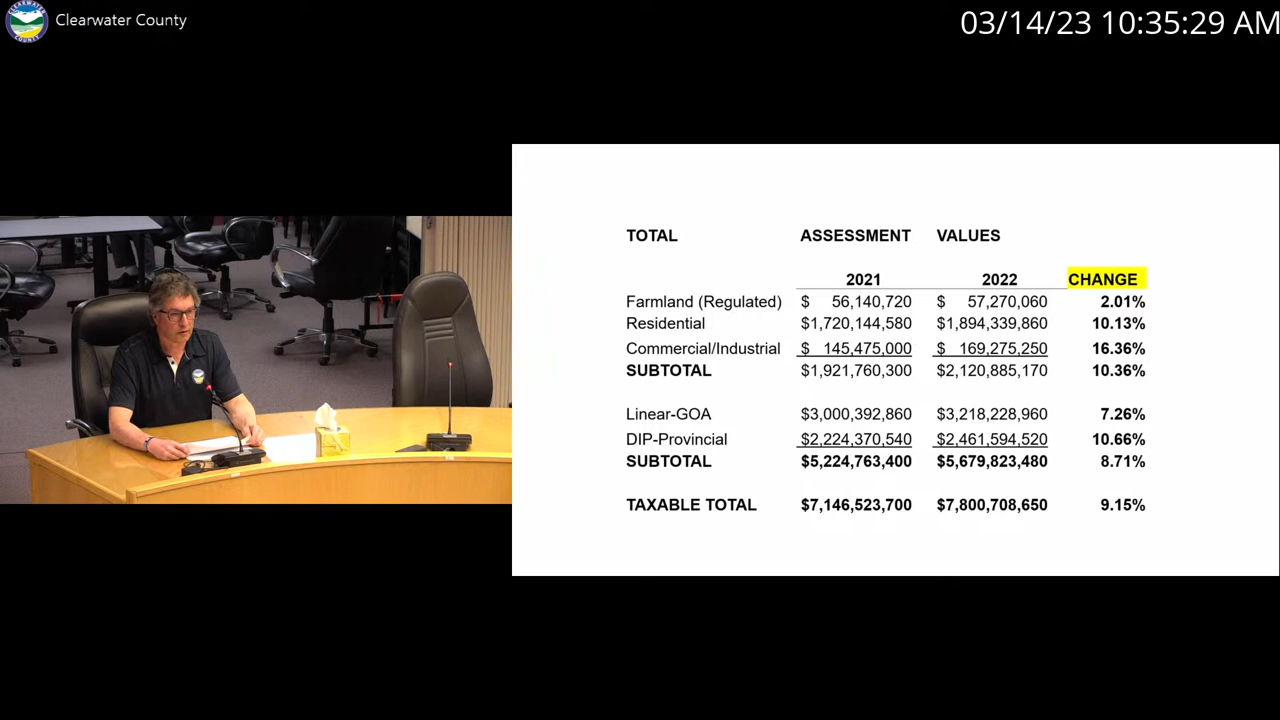 Clearwater County
03/14/23 10:35:29 AM
TOTAL ASSESSMENT VALUES
2021 2022 CHANGE
Farmland (Regulated) $ 56,140,720 $ 57,270,060 2.01%
Residential $1,720,144,580 $1,894,339,860 10.13%
Commercial/Industrial $ 145,475,000 $ 169,275,250 16.36%
SUBTOTAL $1,921,760,300 $2,120,885,170 10.36%
Linear-GOA $3,000,392,860 $3,218,228,960 7.26%
DIP-Provincial $2,224,370,540 $2,461,594,520 10.66%
SUBTOTAL $5,224,763,400 $5,679,823,480 8.71%
TAXABLE TOTAL $7,146,523,700 $7,800,708,650 9.15%